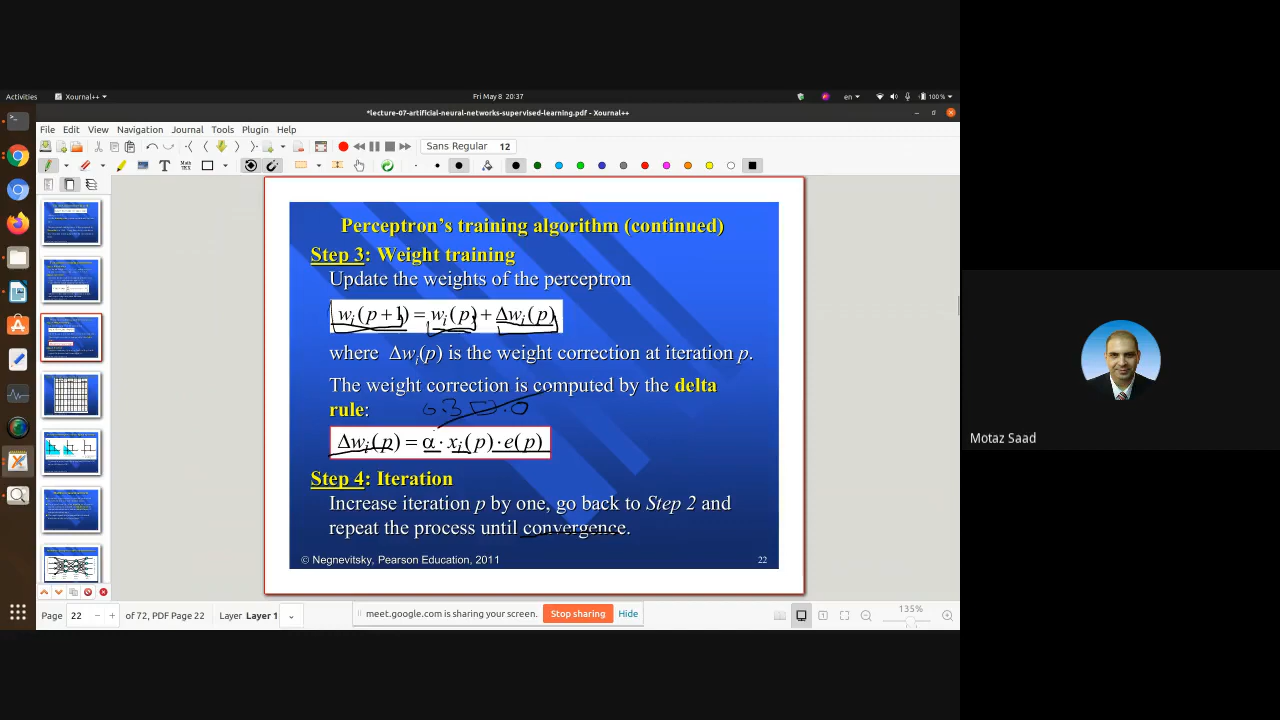 Activities
Xournal++
Fri May 8 20:37
en
100 %
*lecture-07-artificial-neural-networks-supervised-learning.pdf - Xournal++
File Edit View Navigation Journal Tools Plugin Help
Sans Regular 12
Perceptron's training algorithm (continued)
Step 3: Weight training
Update the weights of the perceptron
wi(p + 1) = wi(p) + Δwi(p)
where Δwi(p) is the weight correction at iteration p.
The weight correction is computed by the delta
rule:
Δwi(p) = α · xi(p) · e(p)
Step 4: Iteration
Increase iteration p by one, go back to Step 2 and
repeat the process until convergence.
© Negnevitsky, Pearson Education, 2011
22
Motaz Saad
Page 22 of 72, PDF Page 22
Layer Layer 1
meet.google.com is sharing your screen.
Stop sharing
Hide
135%